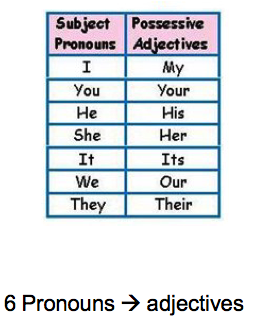 Subject Pronouns Possessive Adjectives
I My
You Your
He His
She Her
It Its
We Our
They Their
6 Pronouns → adjectives